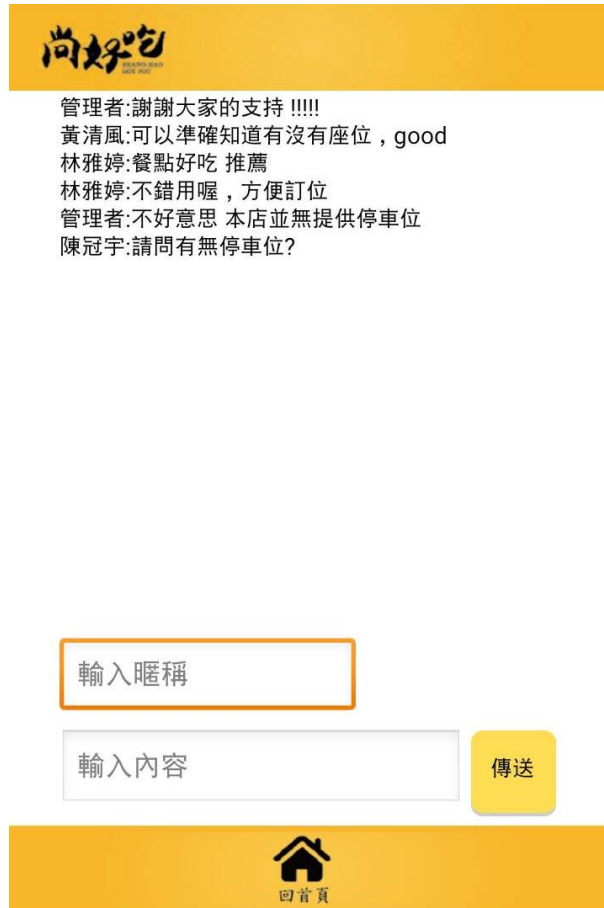 尚好吃
SHANG HAO
HOT POT
管理者:謝謝大家的支持 !!!!!
黃清風:可以準確知道有沒有座位，good
林雅婷:餐點好吃 推薦
林雅婷:不錯用喔，方便訂位
管理者:不好意思 本店並無提供停車位
陳冠宇:請問有無停車位?
輸入暱稱
輸入內容
傳送
回首頁